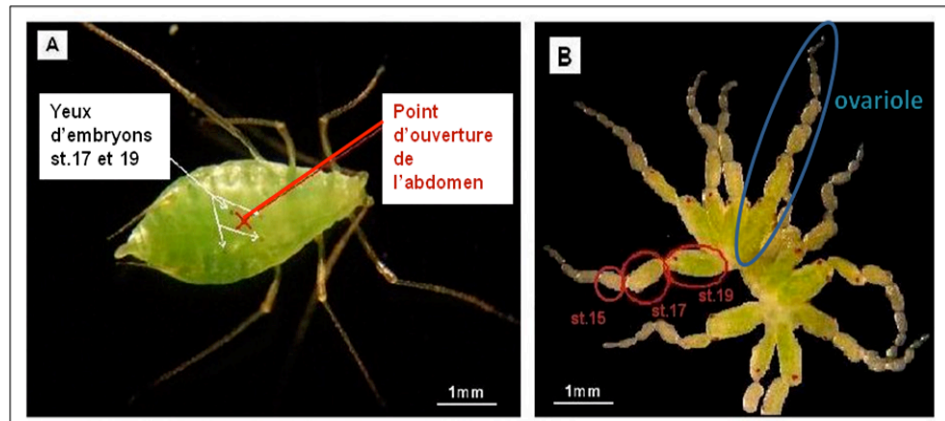 A
Yeux
d'embryons
st.17 et 19
Point
d'ouverture
de
l'abdomen
1mm
B
ovariole
st.15
st.17
st.19
1mm